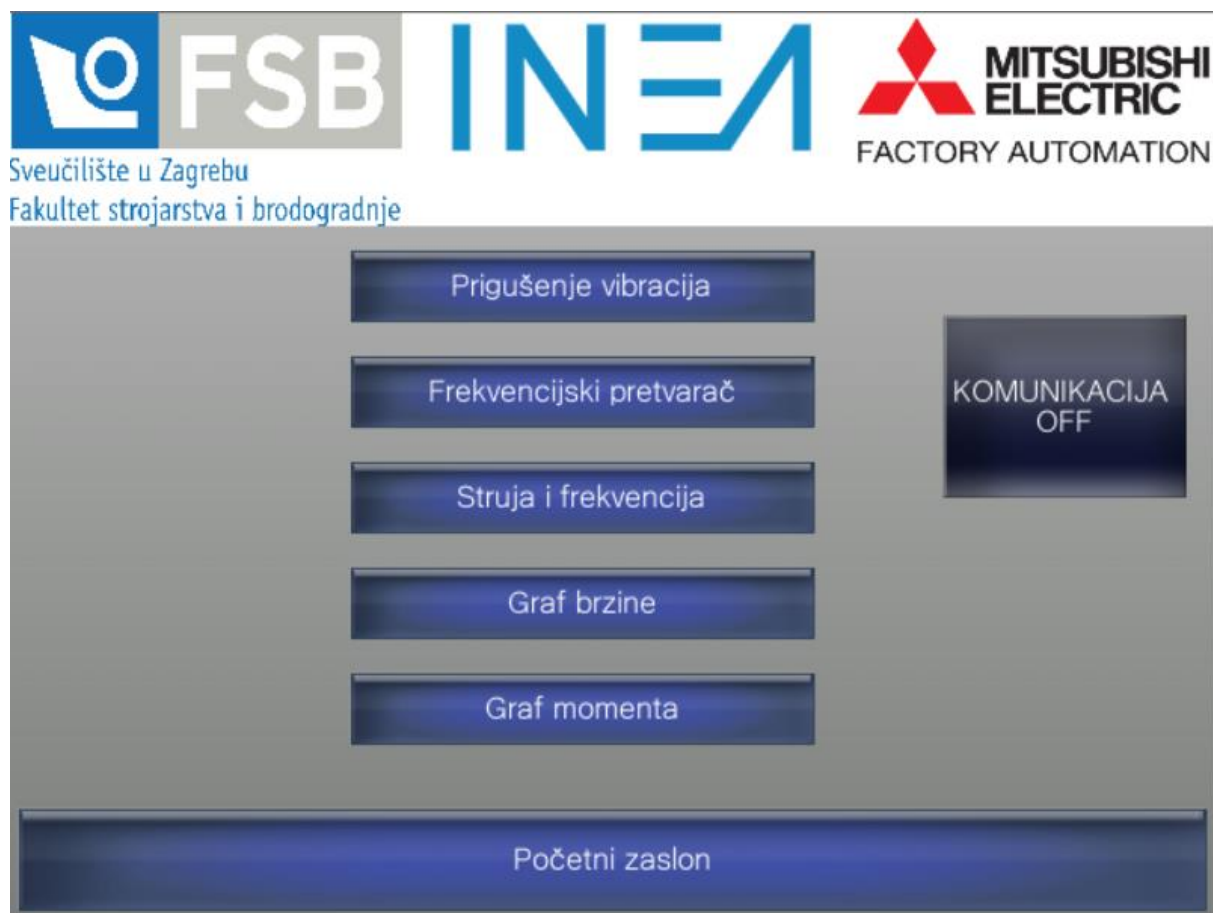 FSB
INEA
MITSUBISHI
ELECTRIC
FACTORY AUTOMATION
Sveučilište u Zagrebu
Fakultet strojarstva i brodogradnje
Prigušenje vibracija
Frekvencijski pretvarač
KOMUNIKACIJA
OFF
Struja i frekvencija
Graf brzine
Graf momenta
Početni zaslon